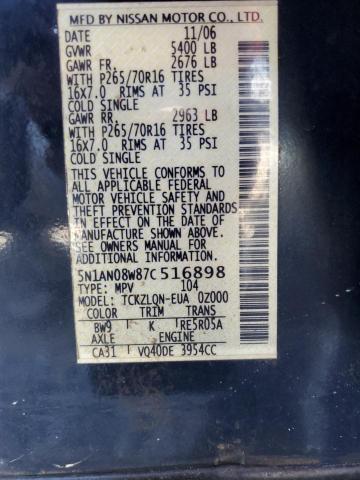 MFD BY NISSAN MOTOR CO., LTD.
DATE 11/06
GVWR 5400 LB
GAWR FR. 2676 LB
WITH P265/70R16 TIRES
16X7.0 RIMS AT 35 PSI
COLD SINGLE
GAWR RR. 2963 LB
WITH P265/70R16 TIRES
16X7.0 RIMS AT 35 PSI
COLD SINGLE
THIS VEHICLE CONFORMS TO
ALL APPLICABLE FEDERAL
MOTOR VEHICLE SAFETY AND
THEFT PREVENTION STANDARDS
IN EFFECT ON THE DATE OF
MANUFACTURE SHOWN ABOVE.
SEE OWNERS MANUAL FOR
ADDITIONAL INFORMATION.
5N1AN08W87C516898
TYPE: MPV 104
MODEL: TCKZLQN-EUA 0Z000
COLOR TRIM TRANS
BW9 K RE5R05A
AXLE ENGINE
CA31 VQ40DE 3954CC